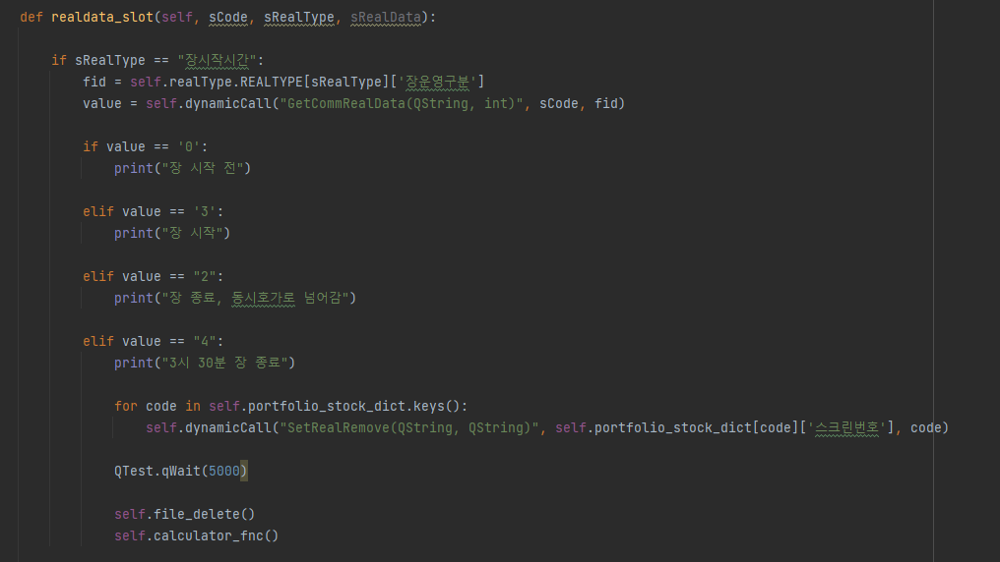 def realdata_slot(self, sCode, sRealType, sRealData):
if sRealType == "장시작시간":
fid = self.realType.REALTYPE[sRealType]['장운영구분']
value = self.dynamicCall("GetCommRealData(QString, int)", sCode, fid)
if value == '0':
print("장 시작 전")
elif value == '3':
print("장 시작")
elif value == "2":
print("장 종료, 동시호가로 넘어감")
elif value == "4":
print("3시 30분 장 종료")
for code in self.portfolio_stock_dict.keys():
self.dynamicCall("SetRealRemove(QString, QString)", self.portfolio_stock_dict[code]['스크린번호'], code)
QTest.qWait(5000)
self.file_delete()
self.calculator_fnc()